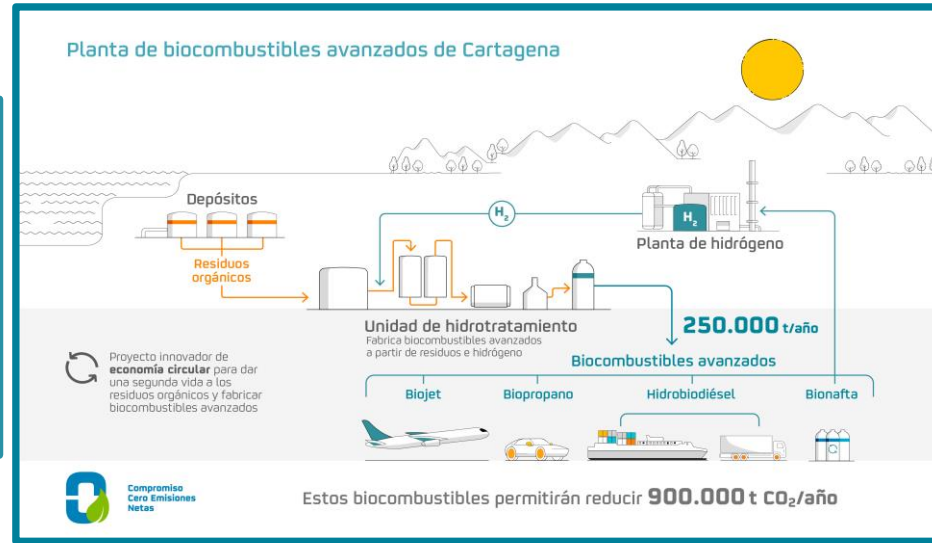 Planta de biocombustibles avanzados de Cartagena
Depósitos
H₂
H₂
Planta de hidrógeno
Residuos
orgánicos
Unidad de hidrotratamiento
Fabrica biocombustibles avanzados
a partir de residuos e hidrógeno
250.000 t/año
Biocombustibles avanzados
Proyecto innovador de
economía circular para dar
una segunda vida a los
residuos orgánicos y fabricar
biocombustibles avanzados
Biojet
Biopropano
Hidrobiodiésel
Bionafta
Compromiso
Cero Emisiones
Netas
Estos biocombustibles permitirán reducir 900.000 t CO₂/año